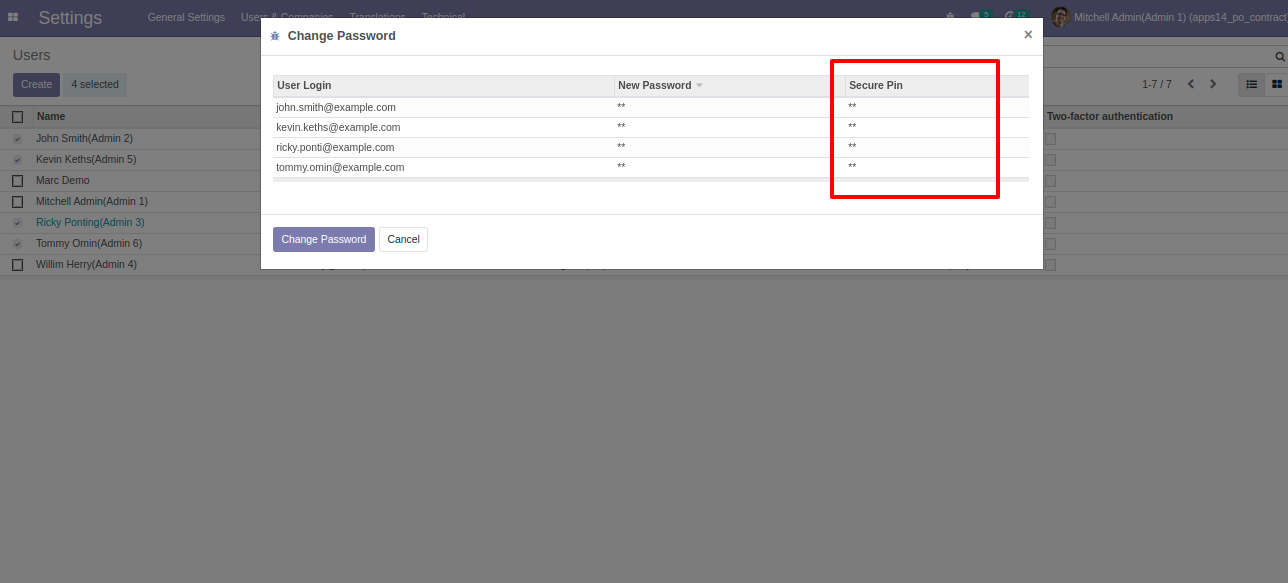 Settings General Settings Users & Companies Translations Technical 5 12 Mitchell Admin(Admin 1) (apps14_po_contract
Change Password ×
Users
Create 4 selected 1-7 / 7
User Login New Password Secure Pin
john.smith@example.com ** **
kevin.keths@example.com ** **
ricky.ponti@example.com ** **
tommy.omin@example.com ** **
Change Password Cancel
Name Two-factor authentication
John Smith(Admin 2)
Kevin Keths(Admin 5)
Marc Demo
Mitchell Admin(Admin 1)
Ricky Ponting(Admin 3)
Tommy Omin(Admin 6)
Willim Herry(Admin 4)